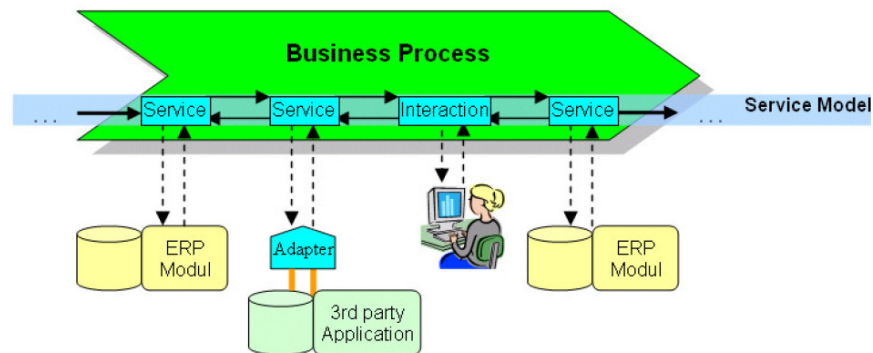 Business Process
... Service Service Interaction Service ... Service Model
ERP
Modul
Adapter
ERP
Modul
3rd party
Application